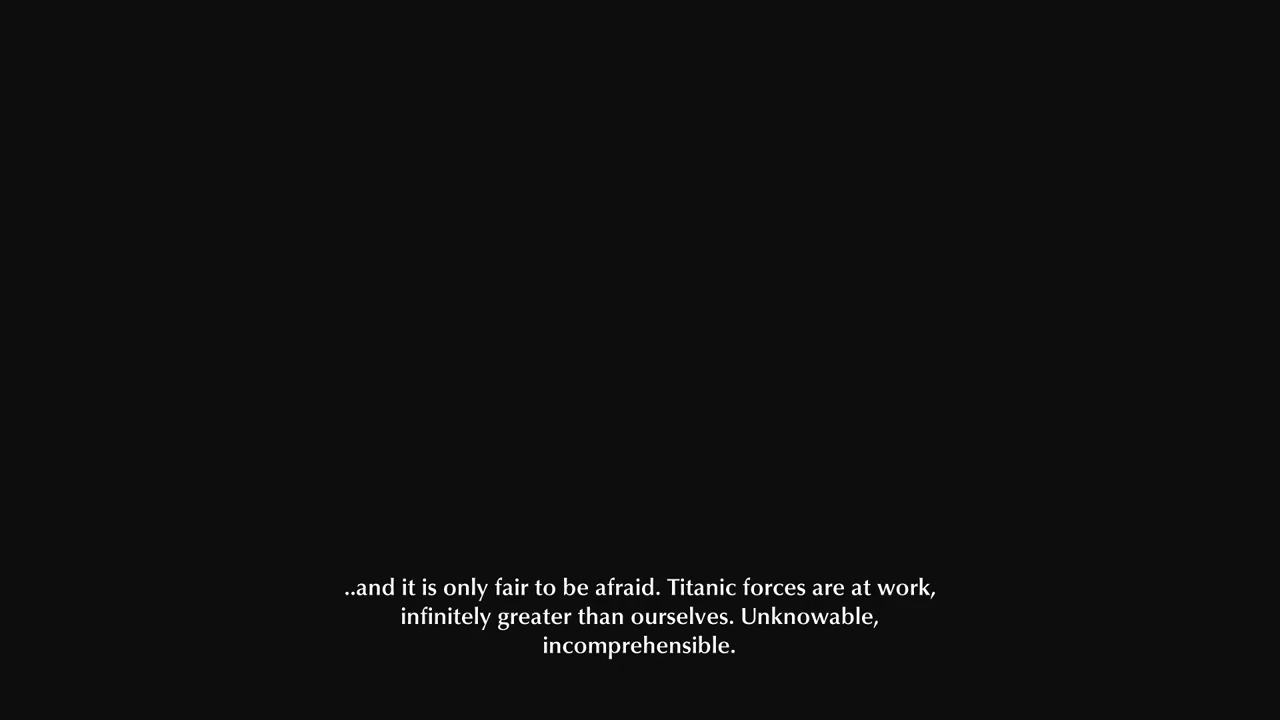 ..and it is only fair to be afraid. Titanic forces are at work,
infinitely greater than ourselves. Unknowable,
incomprehensible.